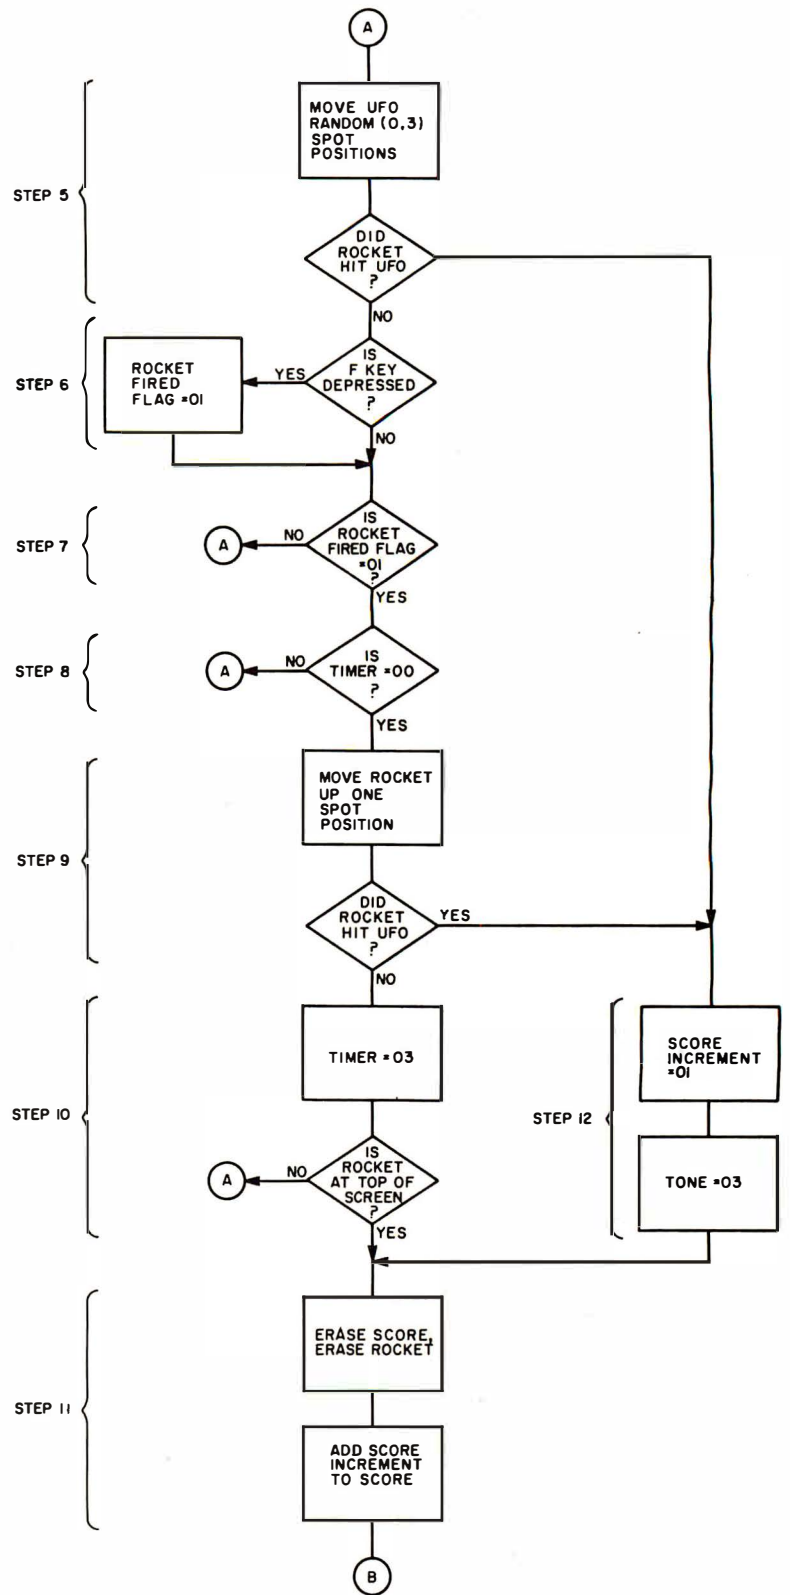 A
MOVE UFO
RANDOM (0,3)
SPOT
POSITIONS
STEP 5
DID
ROCKET
HIT UFO
?
NO
STEP 6
ROCKET
FIRED
FLAG =01
YES
IS
F KEY
DEPRESSED
?
NO
STEP 7
A
NO
IS
ROCKET
FIRED FLAG
=01
?
YES
STEP 8
A
NO
IS
TIMER =00
?
YES
STEP 9
MOVE ROCKET
UP ONE
SPOT
POSITION
DID
ROCKET
HIT UFO
?
YES
NO
STEP 10
TIMER =03
A
NO
IS
ROCKET
AT TOP OF
SCREEN
?
YES
STEP 12
SCORE
INCREMENT
=01
TONE =03
STEP 11
ERASE SCORE,
ERASE ROCKET
ADD SCORE
INCREMENT
TO SCORE
B